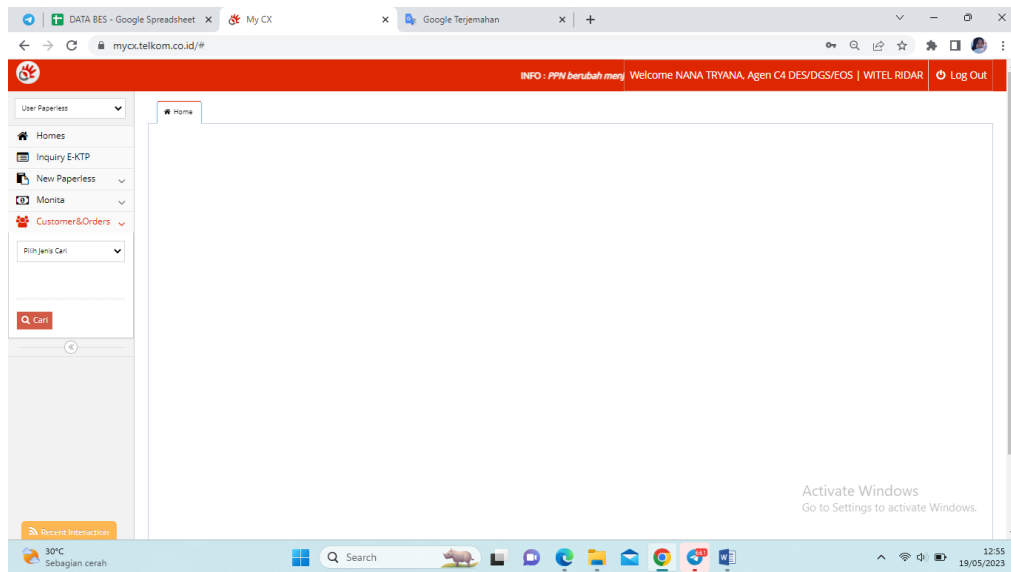 DATA BES - Google Spreadsheet
My CX
Google Terjemahan
mycx.telkom.co.id/#
INFO : PPN berubah menj
Welcome NANA TRYANA, Agen C4 DES/DGS/EOS | WITEL RIDAR
Log Out
User Paperless
Home
Homes
Inquiry E-KTP
New Paperless
Monita
Customer&Orders
Pilih Jenis Cari
Cari
Activate Windows
Go to Settings to activate Windows.
Recent Interaction
30°C
Sebagian cerah
Search
661
12:55
19/05/2023